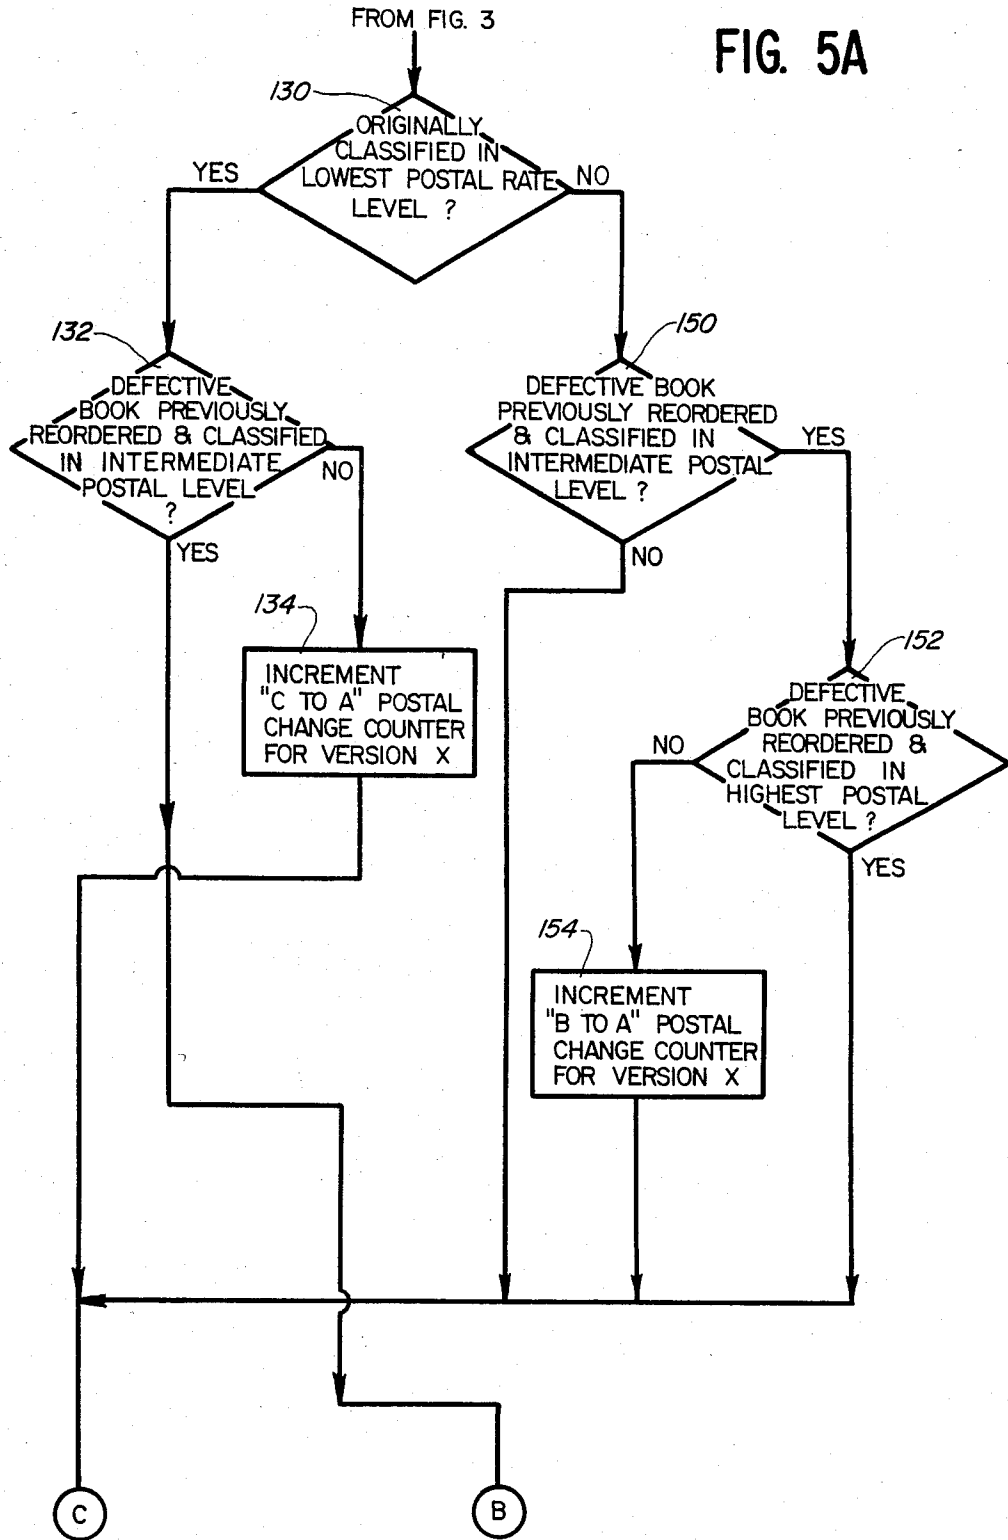 FROM FIG. 3
FIG. 5A
130
ORIGINALLY
CLASSIFIED IN
LOWEST POSTAL RATE
LEVEL ?
YES
NO
132
DEFECTIVE
BOOK PREVIOUSLY
REORDERED & CLASSIFIED
IN INTERMEDIATE
POSTAL LEVEL
?
NO
YES
150
DEFECTIVE BOOK
PREVIOUSLY REORDERED
& CLASSIFIED IN
INTERMEDIATE POSTAL
LEVEL ?
YES
NO
134
INCREMENT
"C TO A" POSTAL
CHANGE COUNTER
FOR VERSION X
152
DEFECTIVE
BOOK PREVIOUSLY
REORDERED &
CLASSIFIED IN
HIGHEST POSTAL
LEVEL ?
NO
YES
154
INCREMENT
"B TO A" POSTAL
CHANGE COUNTER
FOR VERSION X
C
B